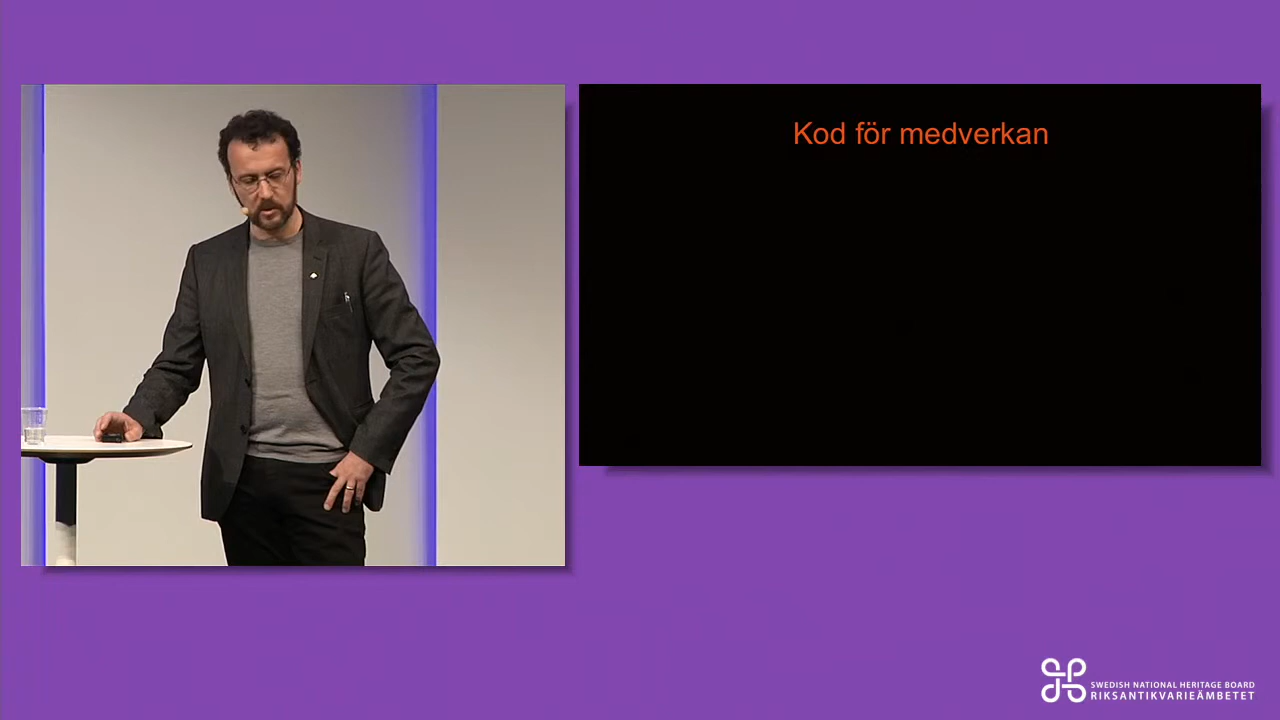 Kod för medverkan
SWEDISH NATIONAL HERITAGE BOARD
RIKSANTIKVARIEÄMBETET